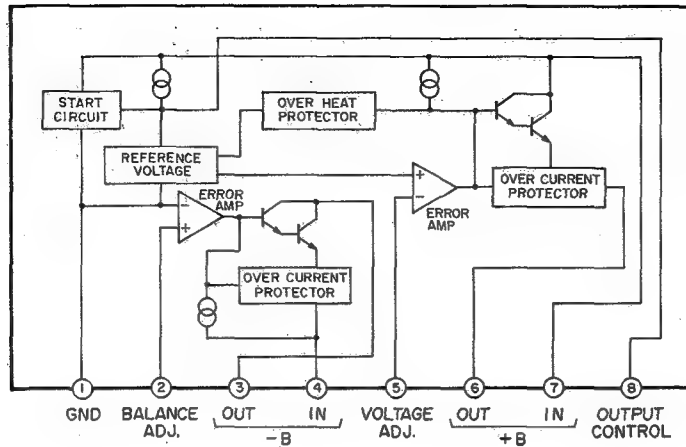 START
CIRCUIT
OVER HEAT
PROTECTOR
REFERENCE
VOLTAGE
ERROR
AMP
−
+
+
−
ERROR
AMP
OVER CURRENT
PROTECTOR
OVER CURRENT
PROTECTOR
1 2 3 4 5 6 7 8
GND BALANCE ADJ. OUT IN VOLTAGE ADJ. OUT IN OUTPUT CONTROL
−B +B